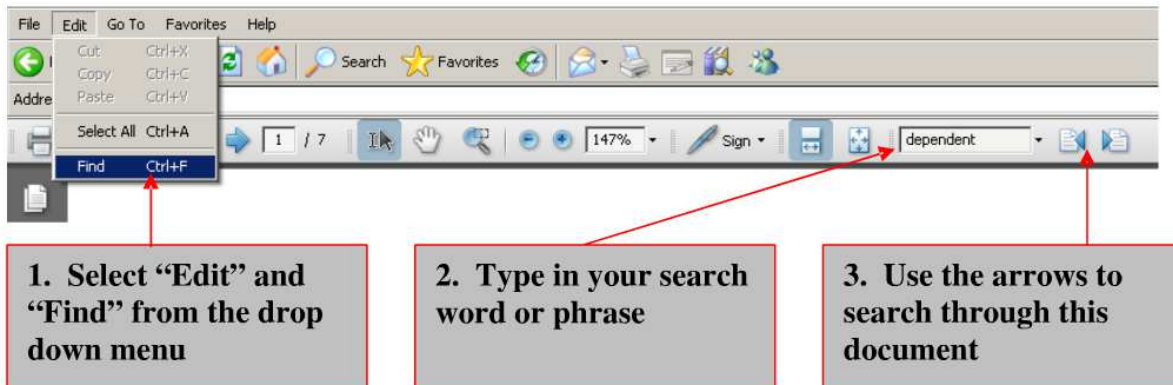 File Edit Go To Favorites Help
Cut Ctrl+X
Copy Ctrl+C
Paste Ctrl+V
Select All Ctrl+A
Find Ctrl+F
Search Favorites
Addre
1 / 7 147% Sign dependent
1. Select “Edit” and
“Find” from the drop
down menu
2. Type in your search
word or phrase
3. Use the arrows to
search through this
document